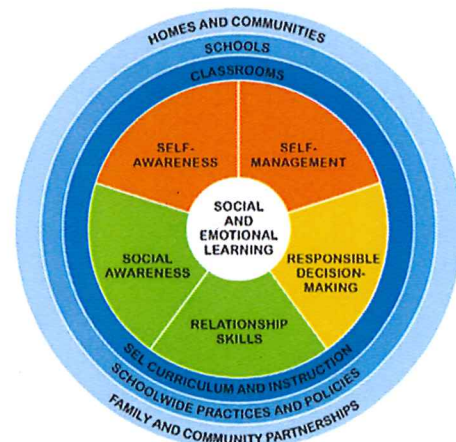 HOMES AND COMMUNITIES
SCHOOLS
CLASSROOMS
SELF-
AWARENESS
SELF-
MANAGEMENT
SOCIAL
AND
EMOTIONAL
LEARNING
SOCIAL
AWARENESS
RESPONSIBLE
DECISION-
MAKING
RELATIONSHIP
SKILLS
SEL CURRICULUM AND INSTRUCTION
SCHOOLWIDE PRACTICES AND POLICIES
FAMILY AND COMMUNITY PARTNERSHIPS